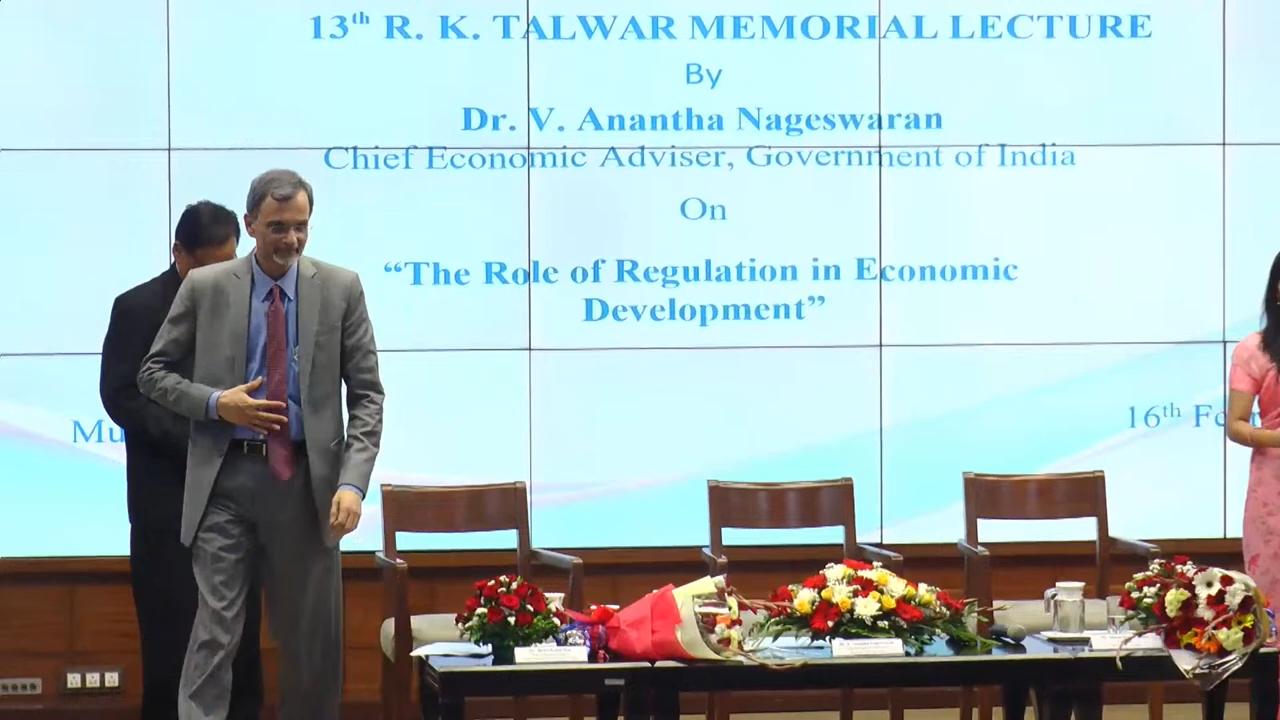 13th R. K. TALWAR MEMORIAL LECTURE
By
Dr. V. Anantha Nageswaran
Chief Economic Adviser, Government of India
On
“The Role of Regulation in Economic
Development”
16th